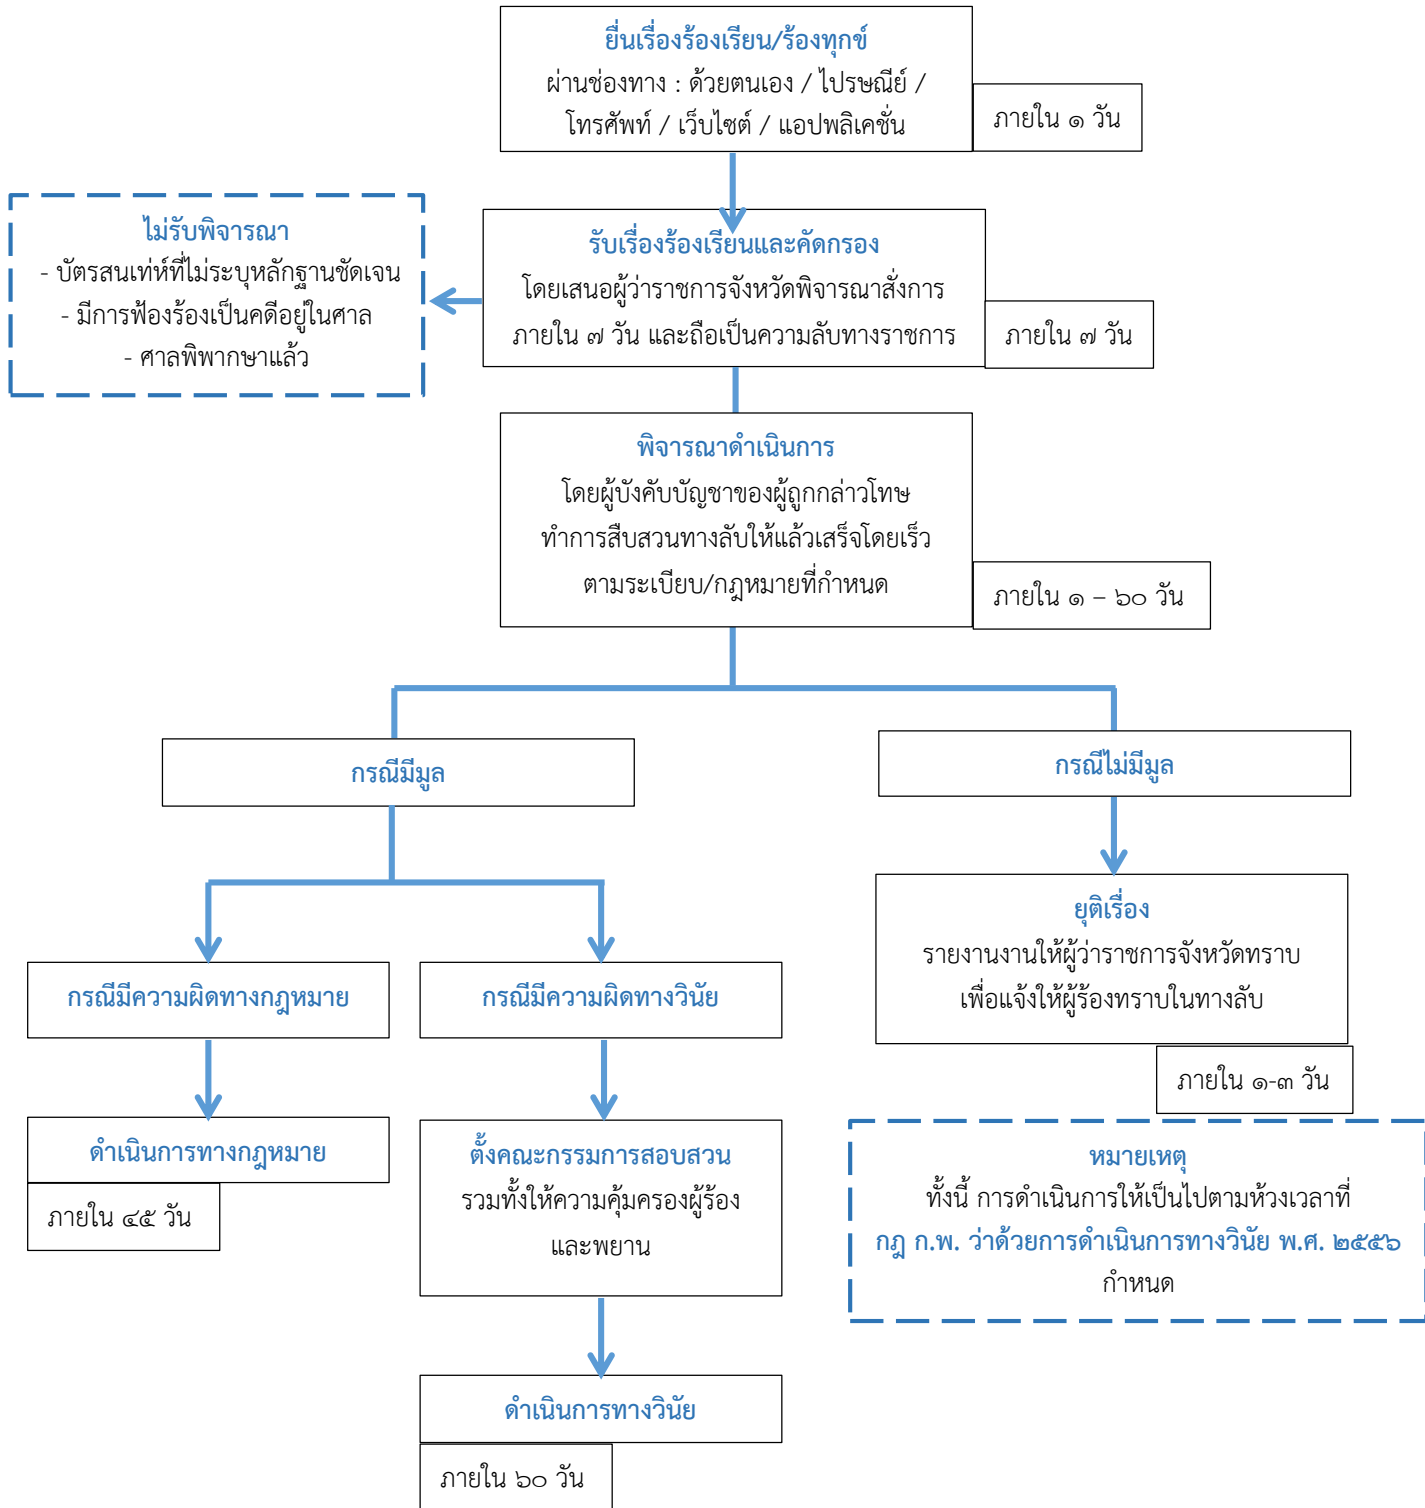 ยื่นเรื่องร้องเรียน/ร้องทุกข์
ผ่านช่องทาง : ด้วยตนเอง / ไปรษณีย์ /
โทรศัพท์ / เว็บไซต์ / แอปพลิเคชั่น
ภายใน ๑ วัน
ไม่รับพิจารณา
- บัตรสนเท่ห์ที่ไม่ระบุหลักฐานชัดเจน
- มีการฟ้องร้องเป็นคดีอยู่ในศาล
- ศาลพิพากษาแล้ว
รับเรื่องร้องเรียนและคัดกรอง
โดยเสนอผู้ว่าราชการจังหวัดพิจารณาสั่งการ
ภายใน ๗ วัน และถือเป็นความลับทางราชการ
ภายใน ๗ วัน
พิจารณาดำเนินการ
โดยผู้บังคับบัญชาของผู้ถูกกล่าวโทษ
ทำการสืบสวนทางลับให้แล้วเสร็จโดยเร็ว
ตามระเบียบ/กฎหมายที่กำหนด
ภายใน ๑ – ๖๐ วัน
กรณีมีมูล
กรณีไม่มีมูล
กรณีมีความผิดทางกฎหมาย
กรณีมีความผิดทางวินัย
ยุติเรื่อง
รายงานงานให้ผู้ว่าราชการจังหวัดทราบ
เพื่อแจ้งให้ผู้ร้องทราบในทางลับ
ภายใน ๑-๓ วัน
ดำเนินการทางกฎหมาย
ภายใน ๔๕ วัน
ตั้งคณะกรรมการสอบสวน
รวมทั้งให้ความคุ้มครองผู้ร้อง
และพยาน
หมายเหตุ
ทั้งนี้ การดำเนินการให้เป็นไปตามห้วงเวลาที่
กฎ ก.พ. ว่าด้วยการดำเนินการทางวินัย พ.ศ. ๒๕๕๖
กำหนด
ดำเนินการทางวินัย
ภายใน ๖๐ วัน